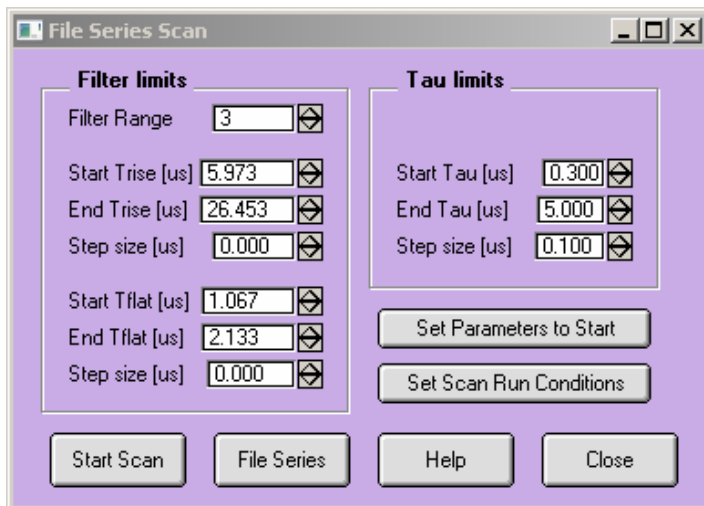 File Series Scan
Filter limits
Filter Range 3
Start Trise [us] 5.973
End Trise [us] 26.453
Step size [us] 0.000
Start Tflat [us] 1.067
End Tflat [us] 2.133
Step size [us] 0.000
Tau limits
Start Tau [us] 0.300
End Tau [us] 5.000
Step size [us] 0.100
Set Parameters to Start
Set Scan Run Conditions
Start Scan
File Series
Help
Close